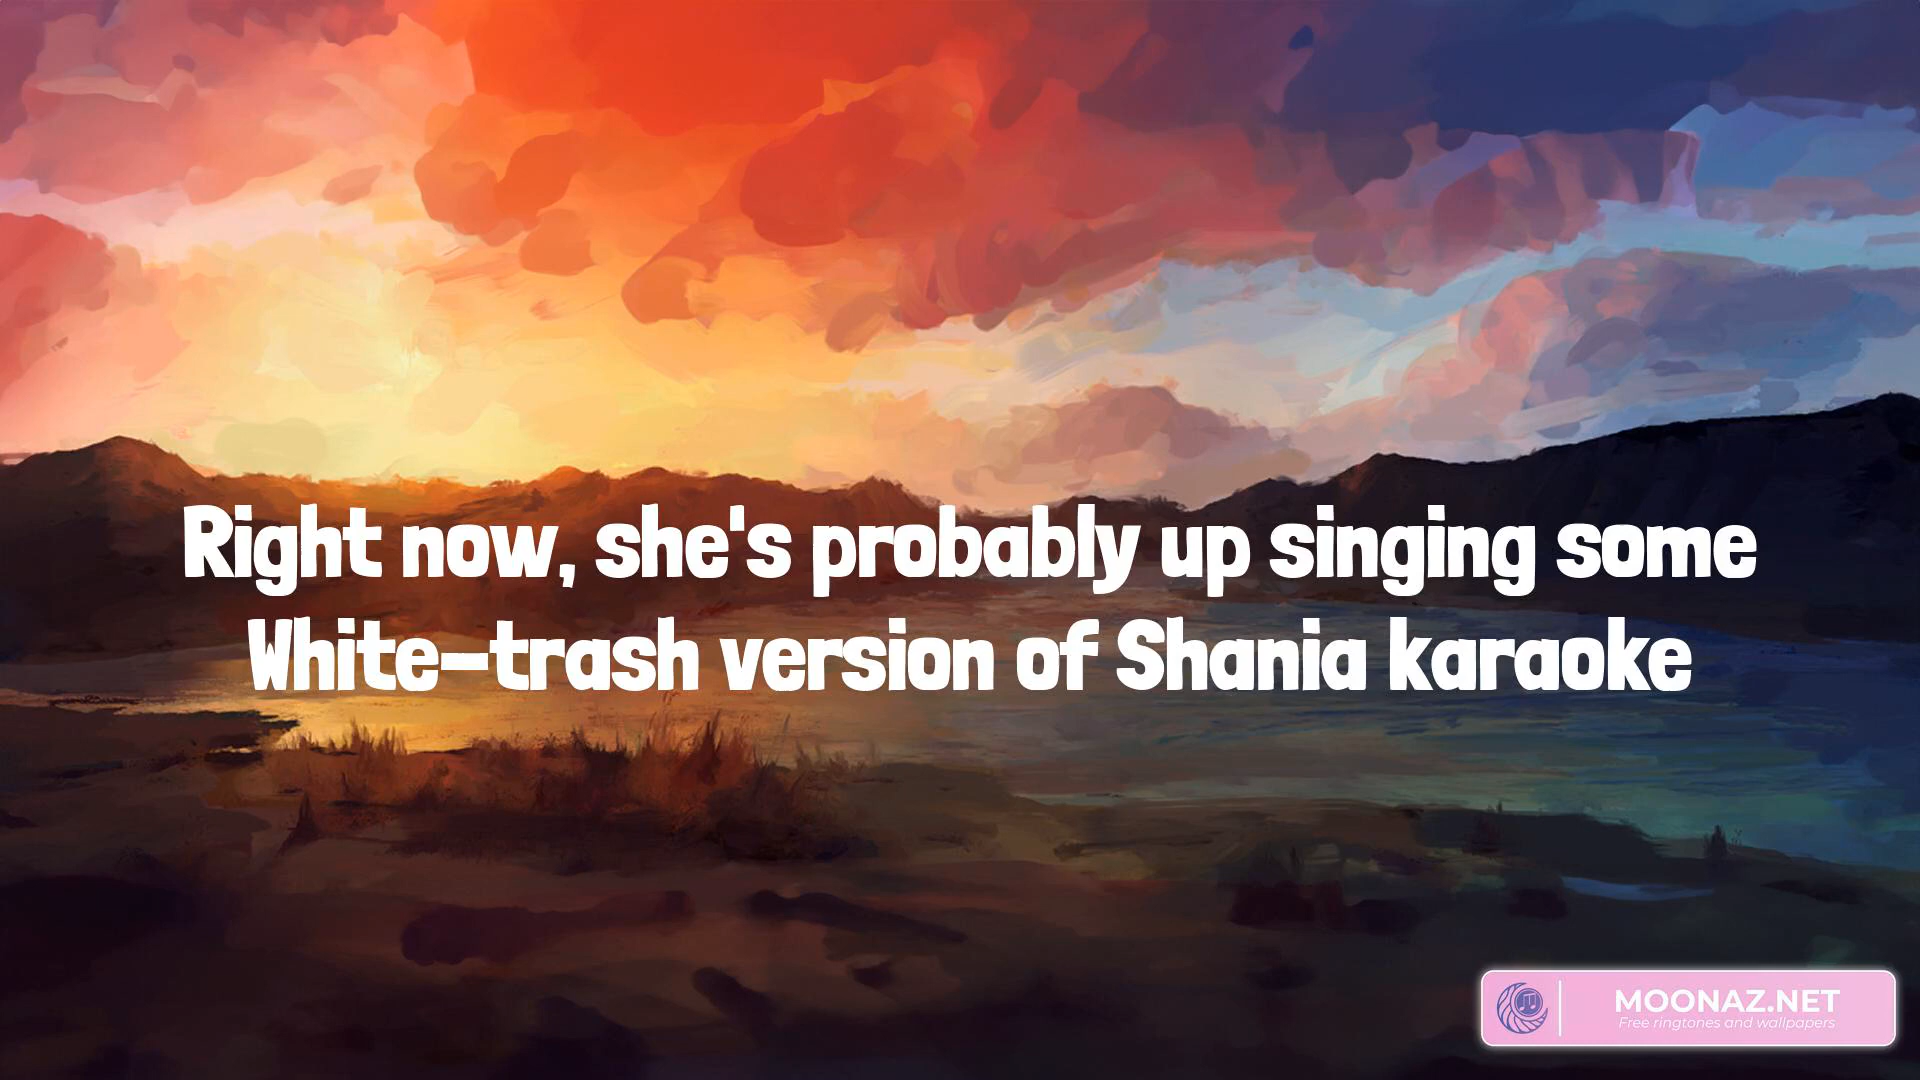 Right now, she's probably up singing some
White-trash version of Shania karaoke
MOONAZ.NET
Free ringtones and wallpapers